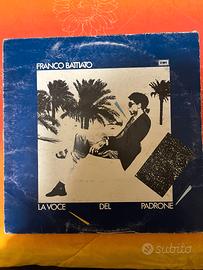 FRANCO BATTIATO
EMI
LA VOCE DEL PADRONE
subito